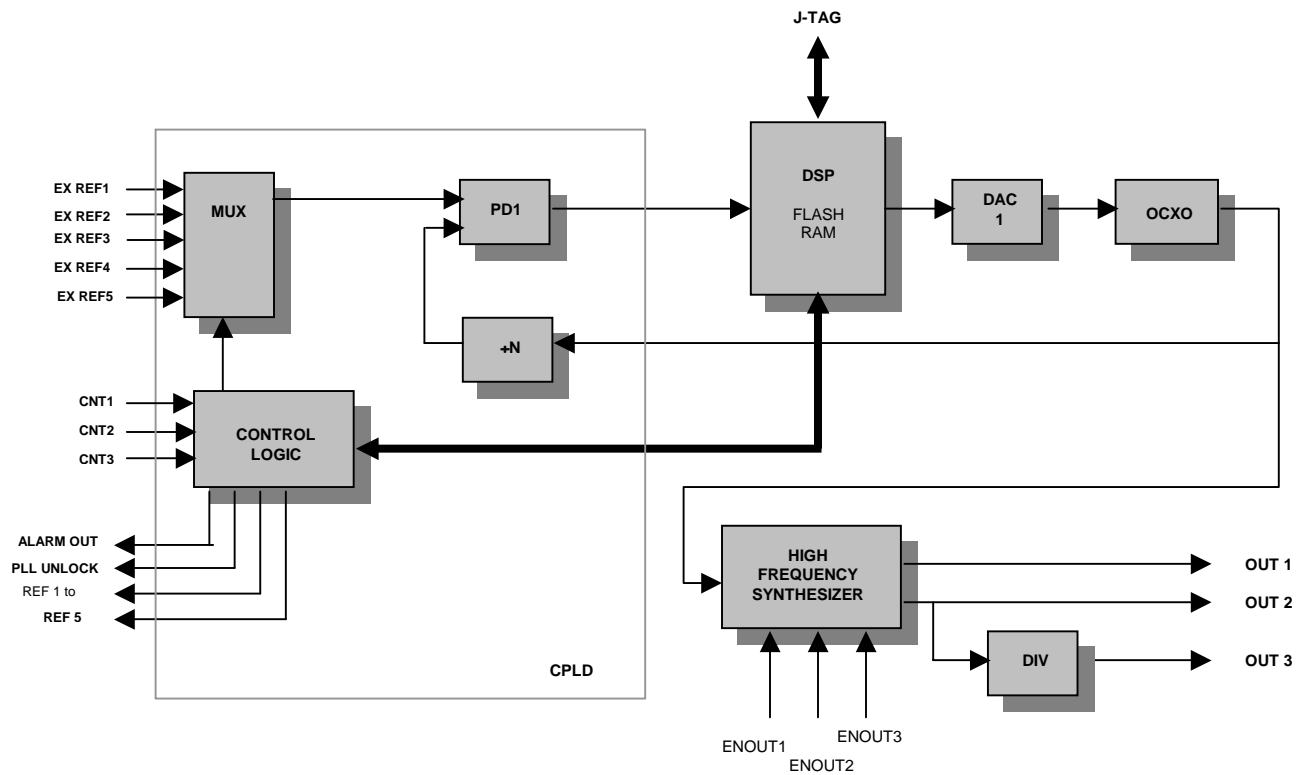 J-TAG
EX REF1
EX REF2
EX REF3
EX REF4
EX REF5
MUX
PD1
DSP
FLASH
RAM
DAC
1
OCXO
÷N
CNT1
CNT2
CNT3
CONTROL
LOGIC
ALARM OUT
PLL UNLOCK
REF 1 to
REF 5
CPLD
HIGH
FREQUENCY
SYNTHESIZER
OUT 1
OUT 2
DIV
OUT 3
ENOUT1
ENOUT2
ENOUT3